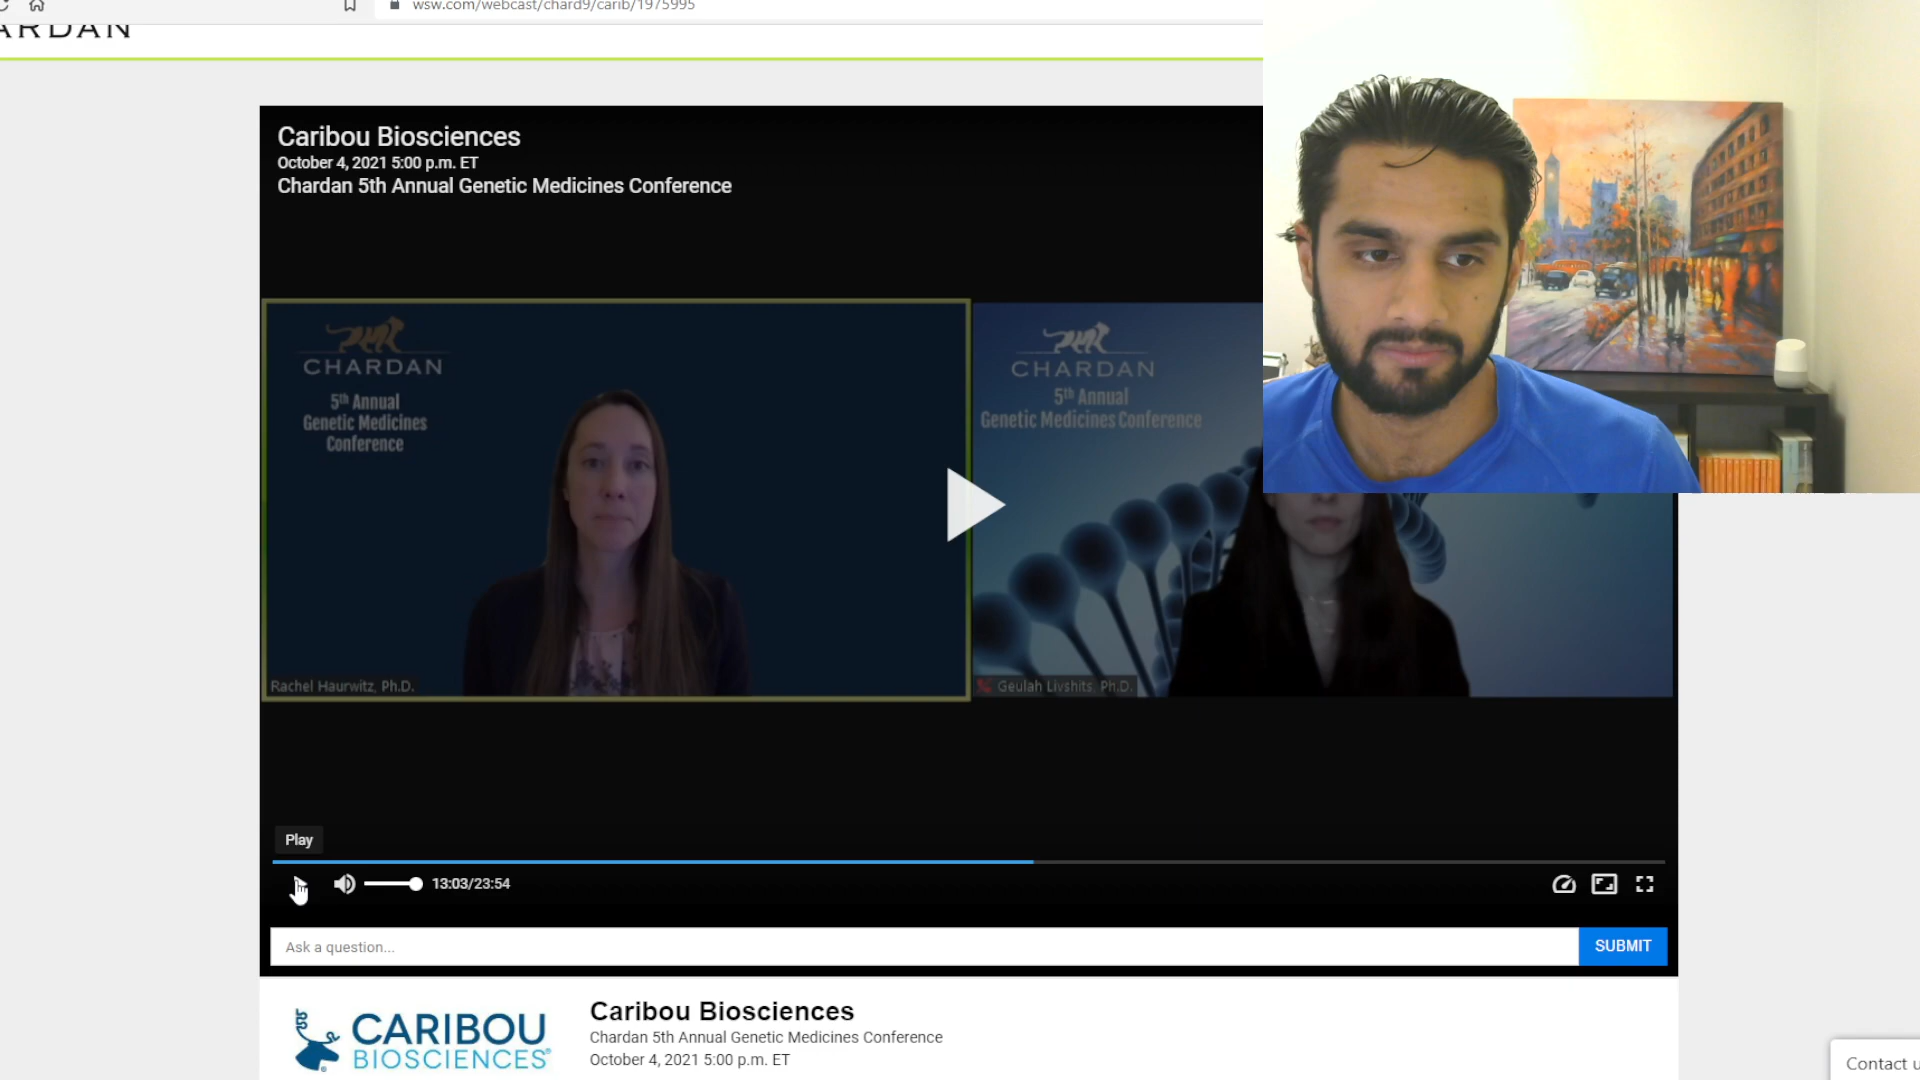 wsw.com/webcast/chard9/carib/1975995
ARDAN
Caribou Biosciences
October 4, 2021 5:00 p.m. ET
Chardan 5th Annual Genetic Medicines Conference
CHARDAN
5th Annual
Genetic Medicines
Conference
Rachel Haurwitz, Ph.D.
CHARDAN
5th Annual
Genetic Medicines Conference
Geulah Livshits, Ph.D.
Play
13:03/23:54
Ask a question...
SUBMIT
CARIBOU
BIOSCIENCES®
Caribou Biosciences
Chardan 5th Annual Genetic Medicines Conference
October 4, 2021 5:00 p.m. ET
Contact u